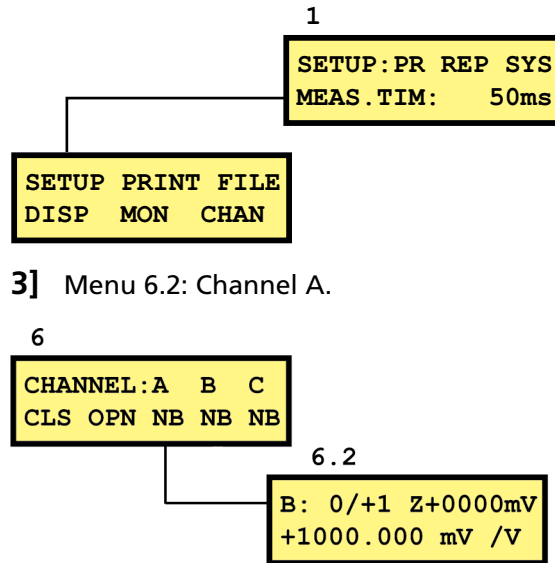 1
SETUP:PR REP SYS
MEAS.TIM: 50ms
SETUP PRINT FILE
DISP MON CHAN
3] Menu 6.2: Channel A.
6
CHANNEL:A B C
CLS OPN NB NB NB
6.2
B: 0/+1 Z+0000mV
+1000.000 mV /V